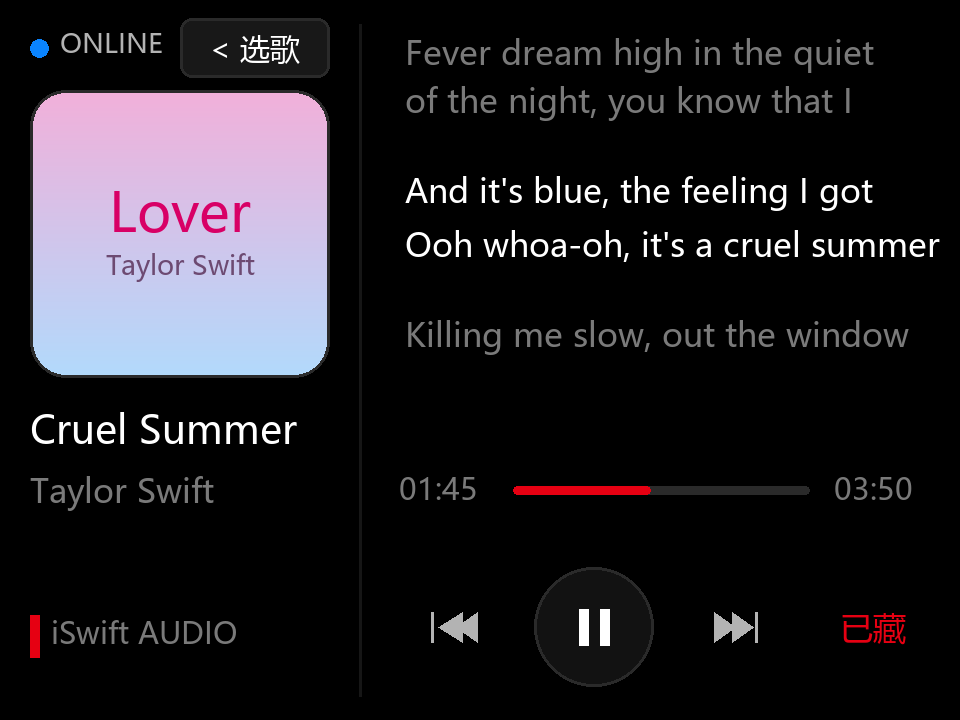 ONLINE
< 选歌
Lover
Taylor Swift
Cruel Summer
Taylor Swift
iSwift AUDIO
Fever dream high in the quiet
of the night, you know that I
And it's blue, the feeling I got
Ooh whoa-oh, it's a cruel summer
Killing me slow, out the window
01:45
03:50
已藏